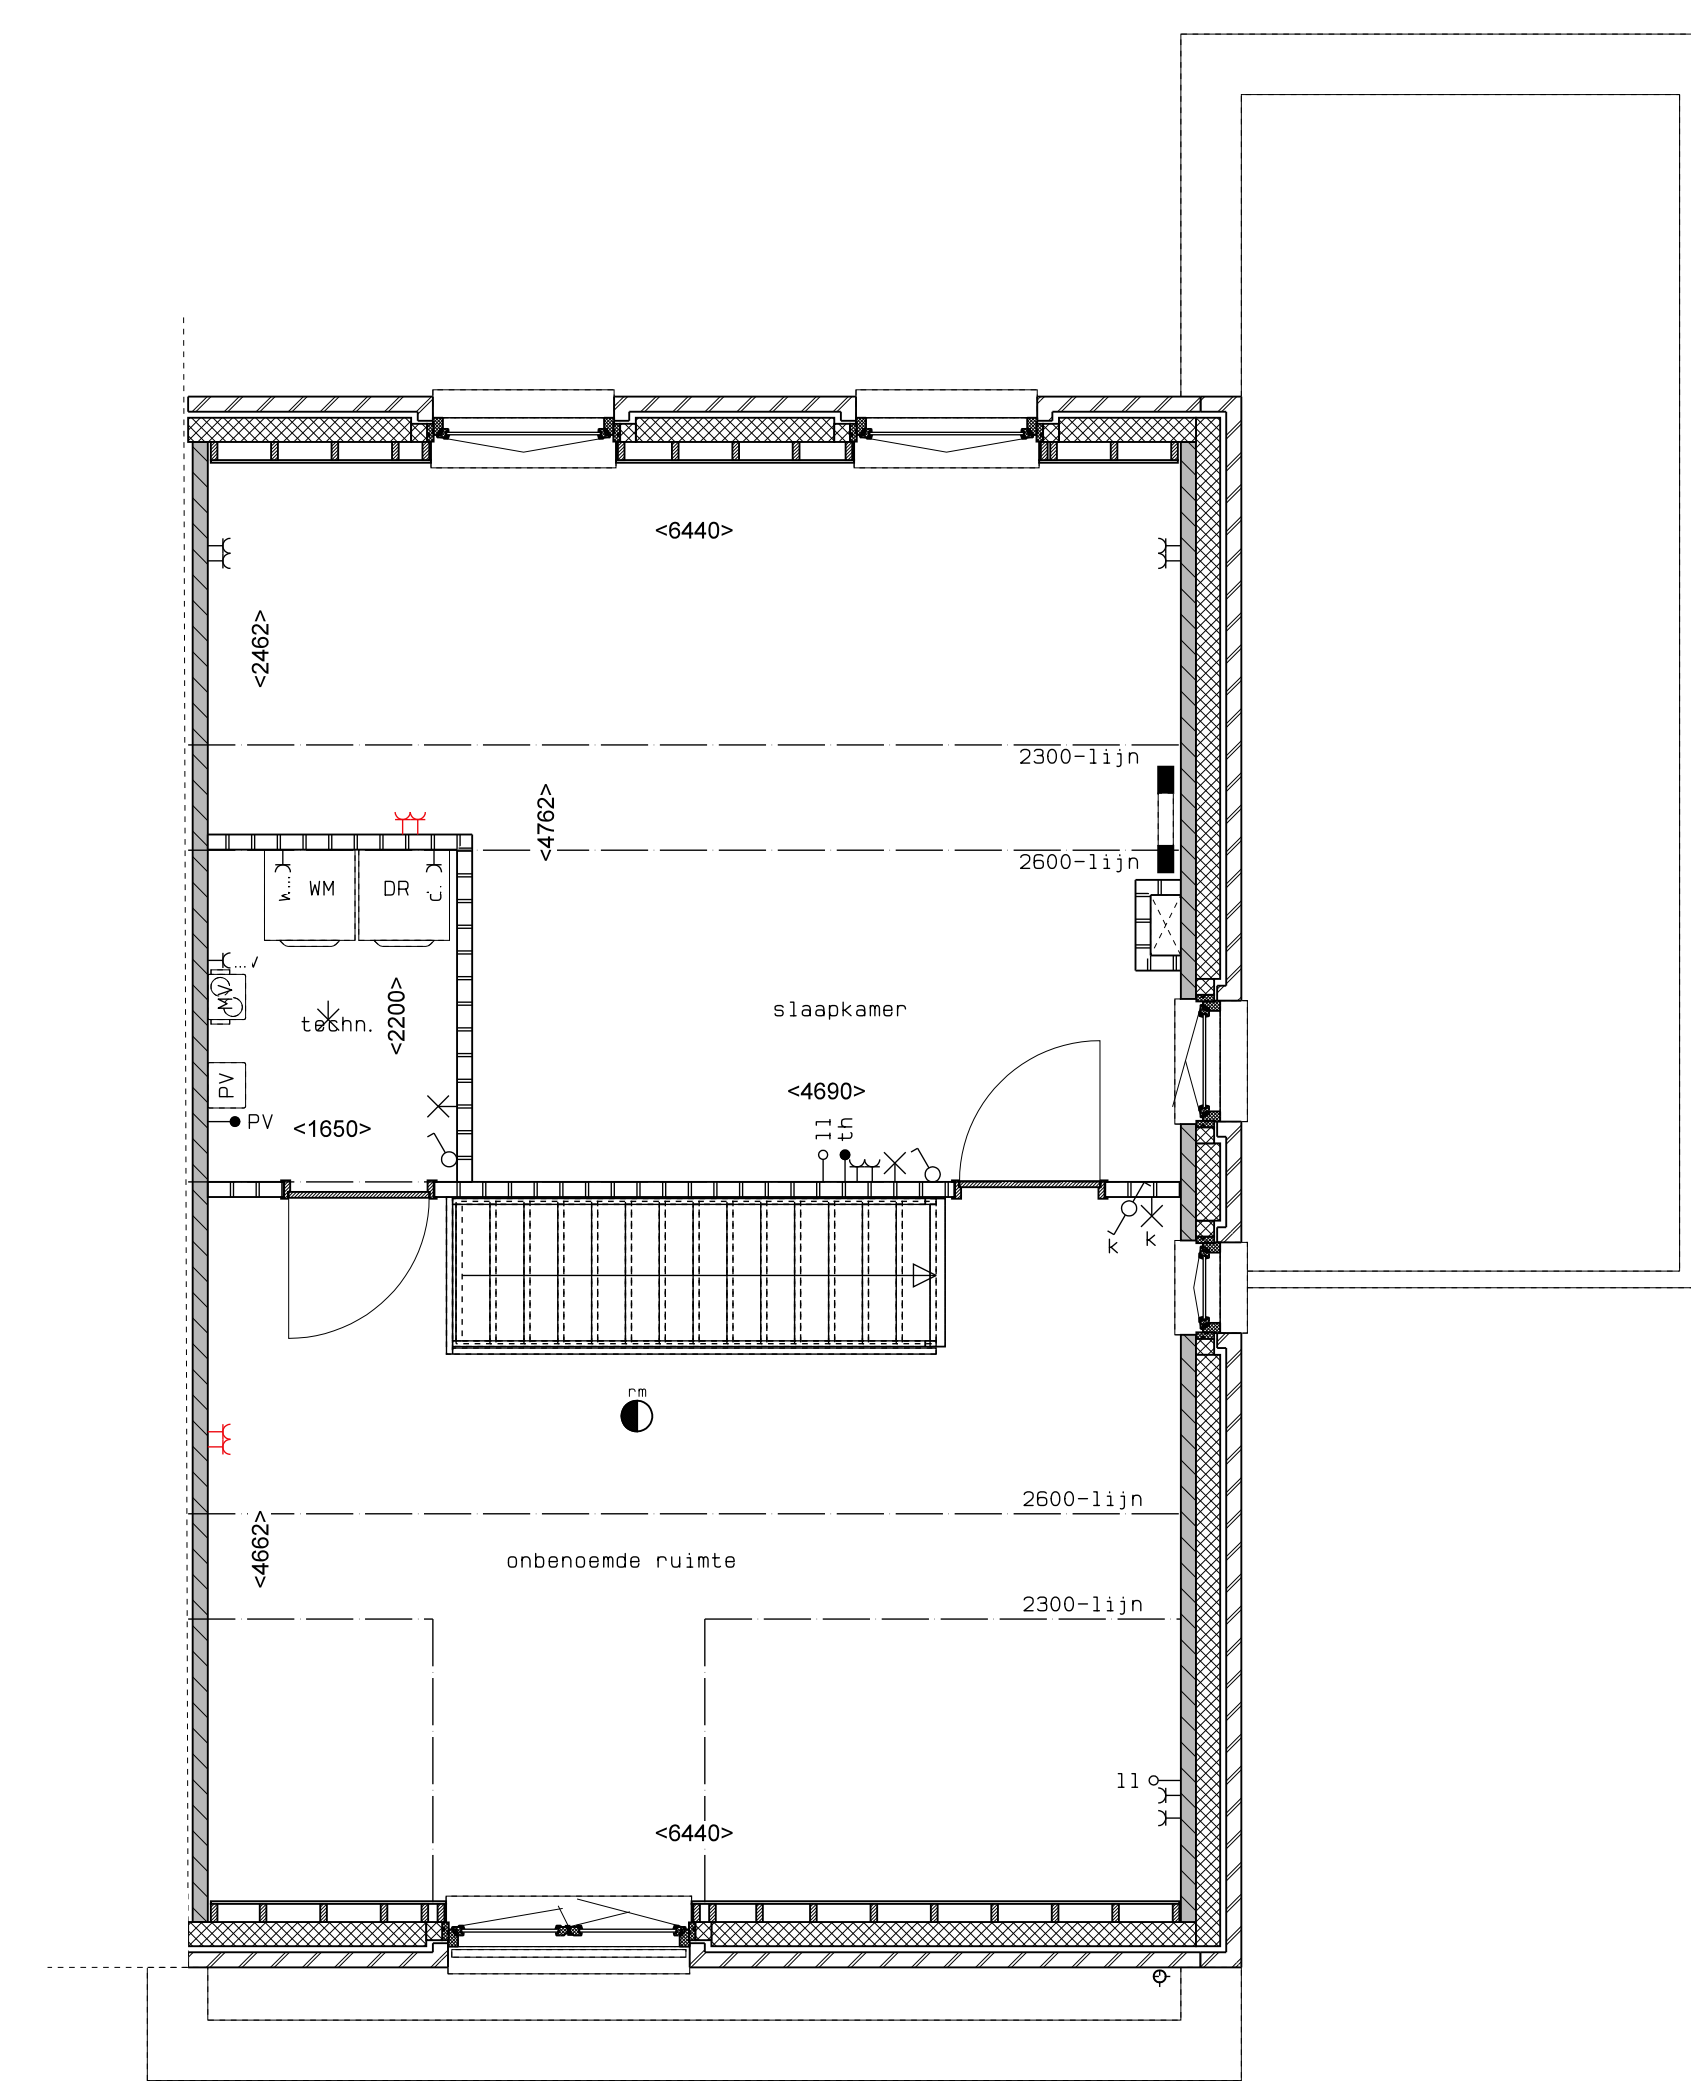 <6440>
<2462>
2300-lijn
<4762>
2600-lijn
w...
WM
DR
c.
...v
MV
techn.
<2200>
slaapkamer
PV
<4690>
PV
<1650>
ll
th
k
k
rm
2600-lijn
<4662>
onbenoemde ruimte
2300-lijn
ll
<6440>